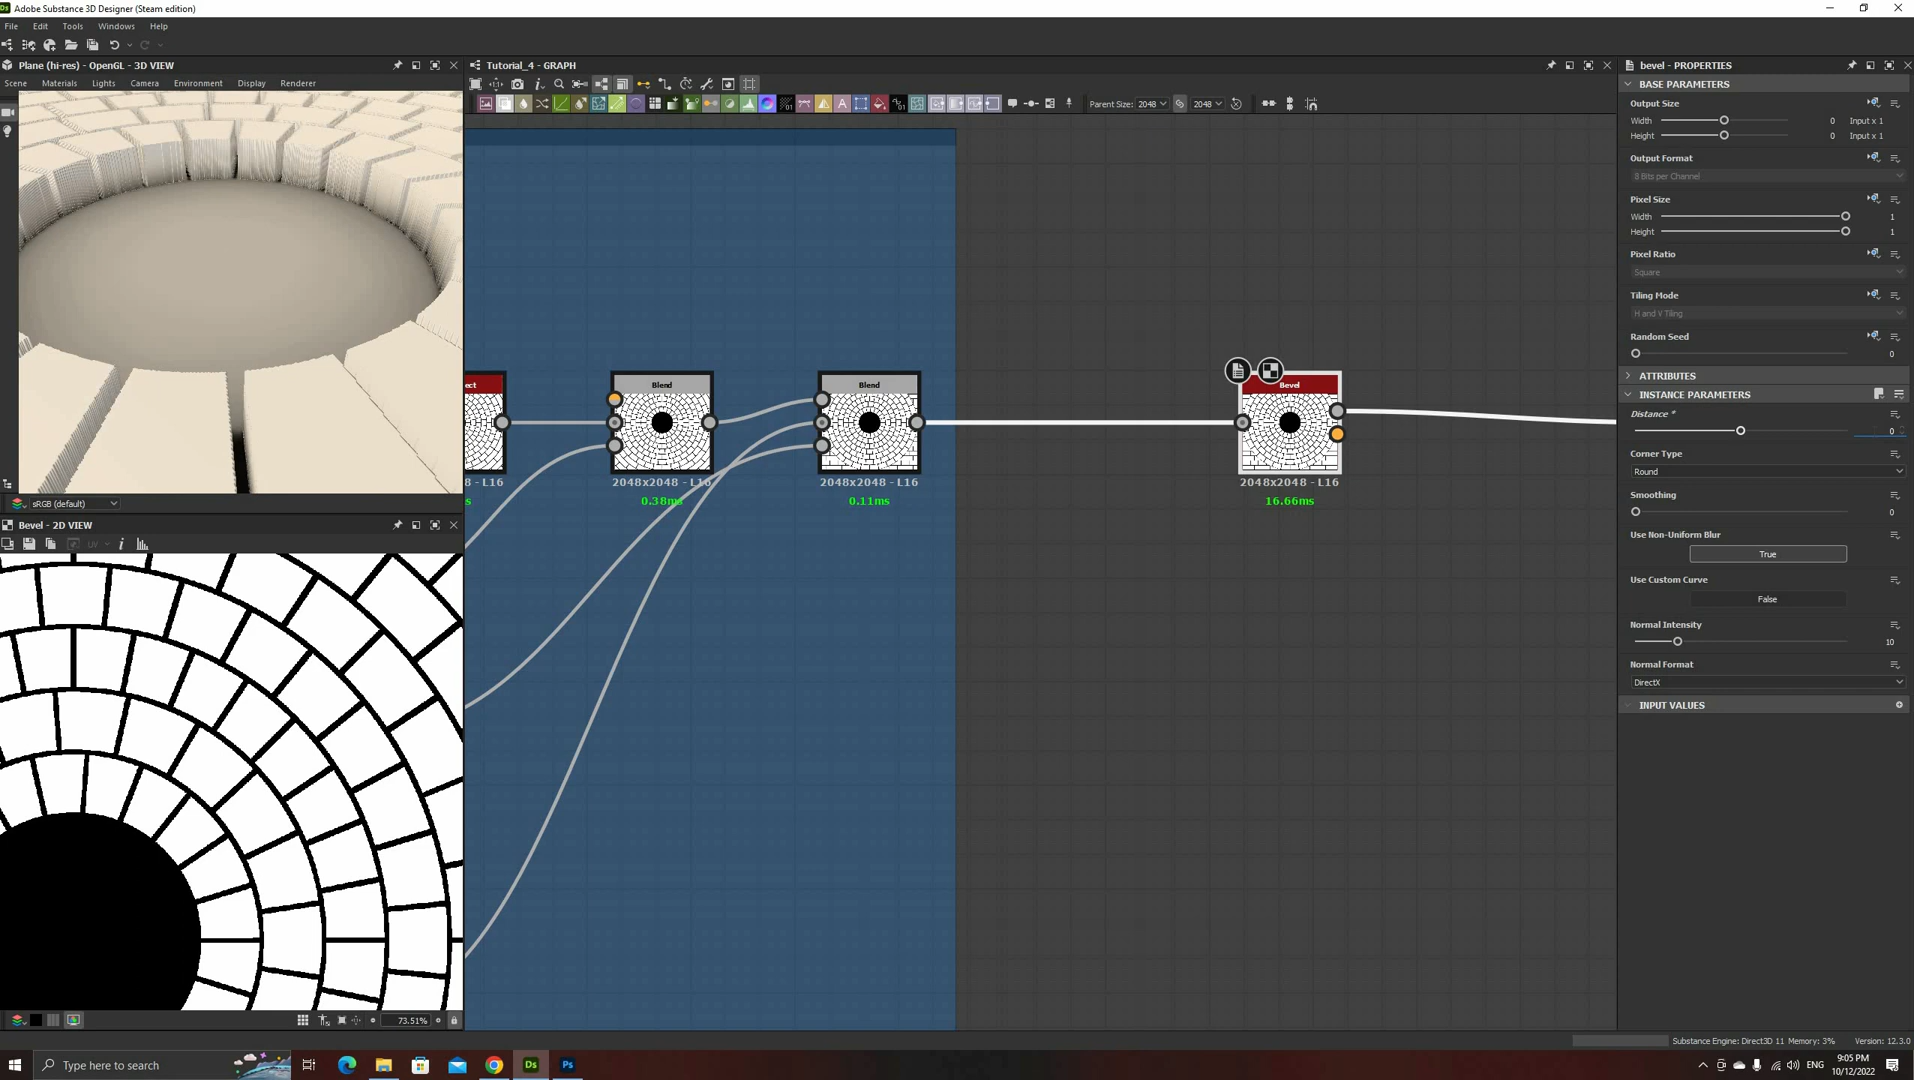 Adobe Substance 3D Designer (Steam edition)
File Edit Tools Windows Help
Plane (hi-res) - OpenGL - 3D VIEW
Scene Materials Lights Camera Environment Display Renderer
sRGB (default)
Bevel - 2D VIEW
UV
73.51%
Tutorial_4 - GRAPH
Parent Size: 2048 2048
ect
8 - L16
s
Blend
2048x2048 - L16
0.38ms
Blend
2048x2048 - L16
0.11ms
Bevel
2048x2048 - L16
16.66ms
bevel - PROPERTIES
BASE PARAMETERS
Output Size
Width 0 Input x 1
Height 0 Input x 1
Output Format
8 Bits per Channel
Pixel Size
Width 1
Height 1
Pixel Ratio
Square
Tiling Mode
H and V Tiling
Random Seed
0
ATTRIBUTES
INSTANCE PARAMETERS
Distance *
0
Corner Type
Round
Smoothing
0
Use Non-Uniform Blur
True
Use Custom Curve
False
Normal Intensity
10
Normal Format
DirectX
INPUT VALUES
Substance Engine: Direct3D 11 Memory: 3% Version: 12.3.0
Type here to search
Ds
Ps
ENG
9:05 PM
10/12/2022